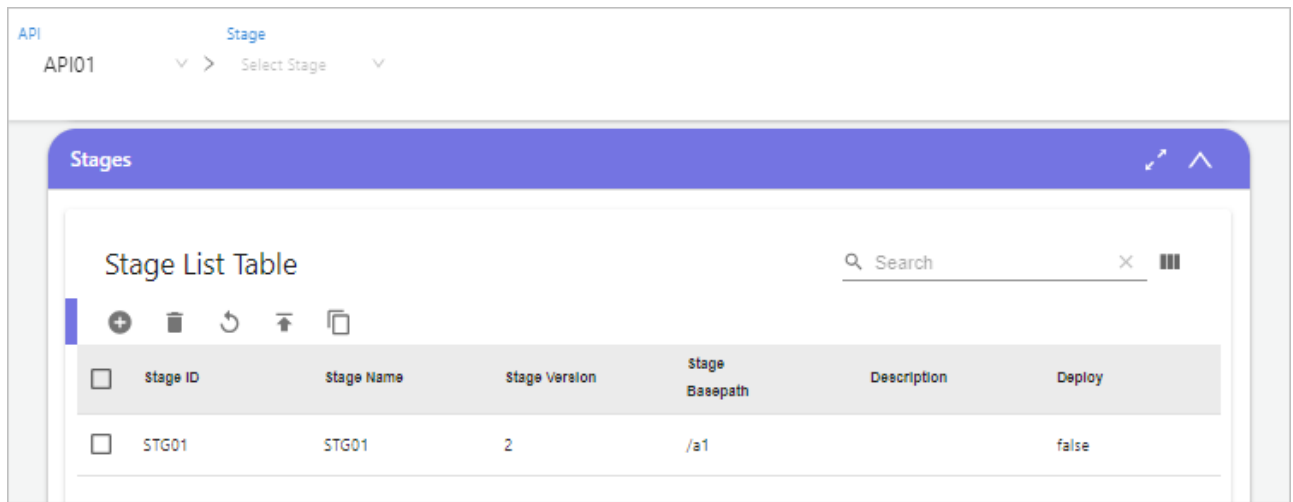 API Stage
API01 > Select Stage
Stages
Stage List Table Search
Stage ID Stage Name Stage Version Stage Basepath Description Deploy
STG01 STG01 2 /a1 false